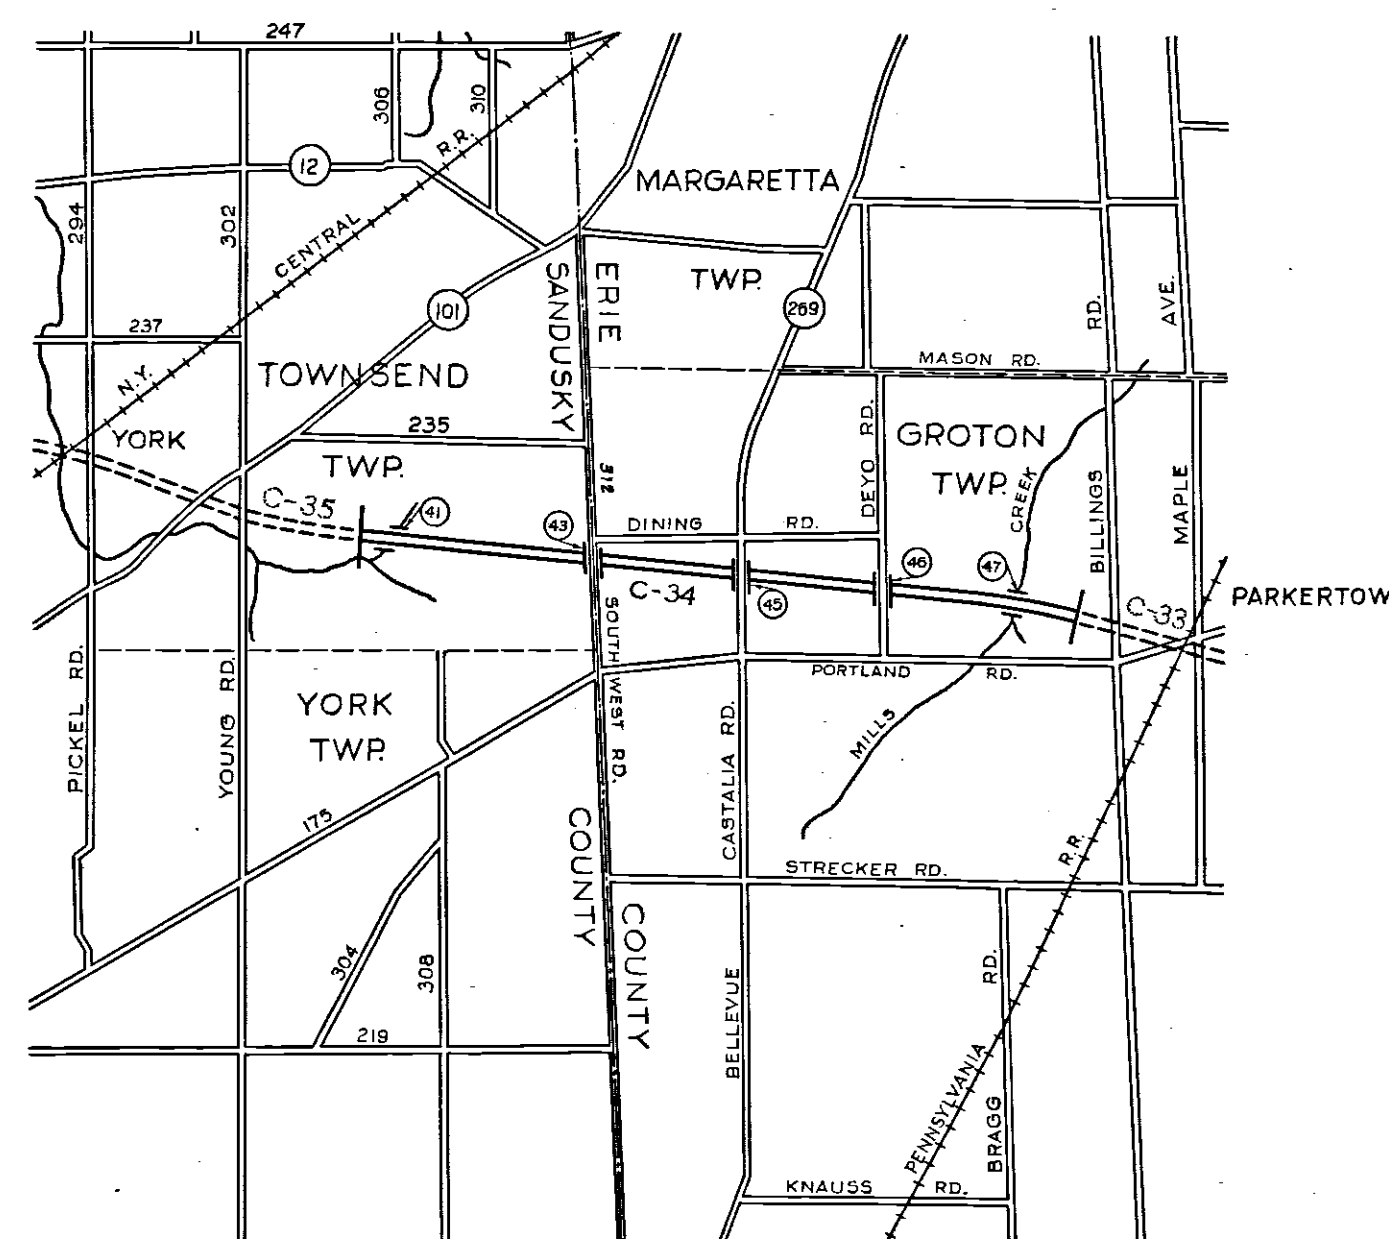 247
306
310
R.R.
12
MARGARETTA
294
302
CENTRAL
TWP.
ERIE
SANDUSKY
101
269
RD.
AVE.
237
MASON RD.
N.Y.
TOWNSEND
YORK
235
DEYO RD.
GROTON
TWP.
TWP.
312
CREEK
BILLINGS
MAPLE
C-35
41
43
DINING RD.
46
47
C-34
45
C-33
PARKERTOW
SOUTHWEST RD.
PORTLAND RD.
PICKEL RD.
YOUNG RD.
YORK
TWP.
MILLS
CASTALIA RD.
175
COUNTY
R.R.
STRECKER RD.
COUNTY
304
308
BELLEVUE
RD.
219
PENNSYLVANIA
BRAGG
KNAUSS RD.